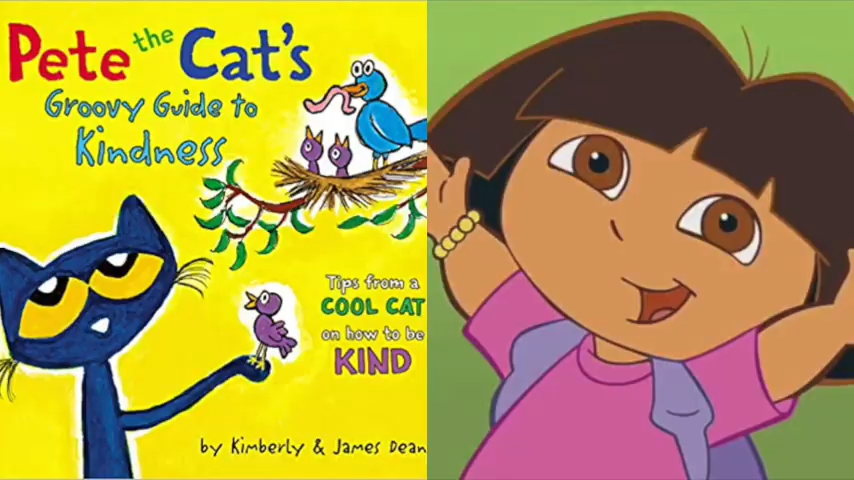 Pete the Cat's
Groovy Guide to
Kindness
Tips from a
COOL CAT
on how to be
KIND
by Kimberly & James Dean